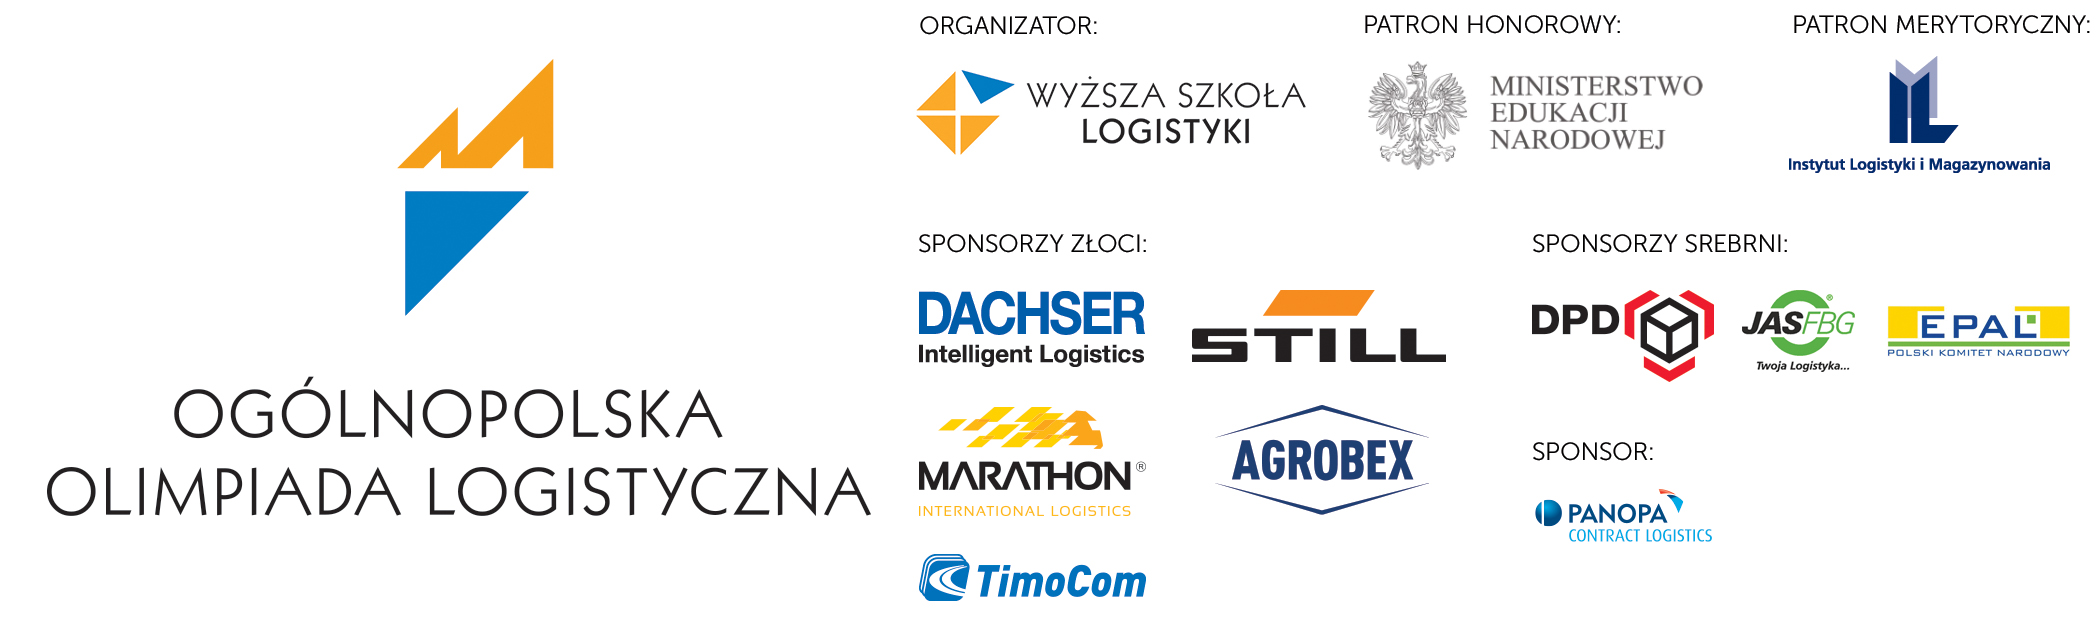 OGÓLNOPOLSKA
OLIMPIADA LOGISTYCZNA
ORGANIZATOR:
WYŻSZA SZKOŁA
LOGISTYKI
PATRON HONOROWY:
MINISTERSTWO
EDUKACJI
NARODOWEJ
PATRON MERYTORYCZNY:
Instytut Logistyki i Magazynowania
SPONSORZY ZŁOCI:
DACHSER
Intelligent Logistics
STILL
MARATHON®
INTERNATIONAL LOGISTICS
AGROBEX
TimoCom
SPONSORZY SREBRNI:
DPD
JASFBG®
Twoja Logistyka...
EPAL
POLSKI KOMITET NARODOWY
SPONSOR:
PANOPA
CONTRACT LOGISTICS